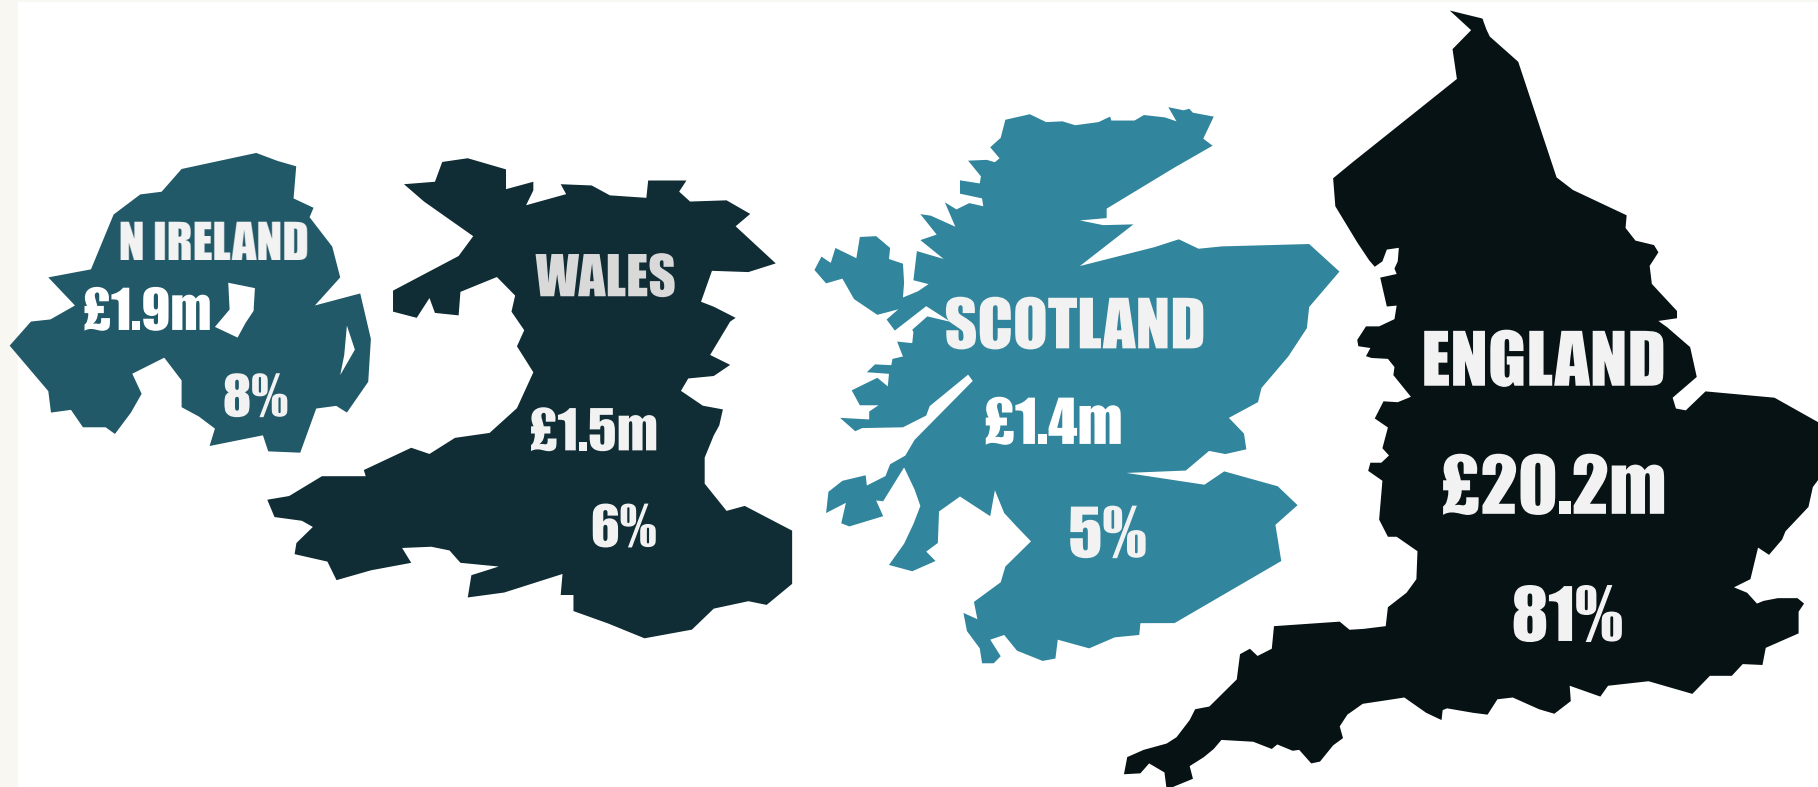 N IRELAND
£1.9m
8%
WALES
£1.5m
6%
SCOTLAND
£1.4m
5%
ENGLAND
£20.2m
81%